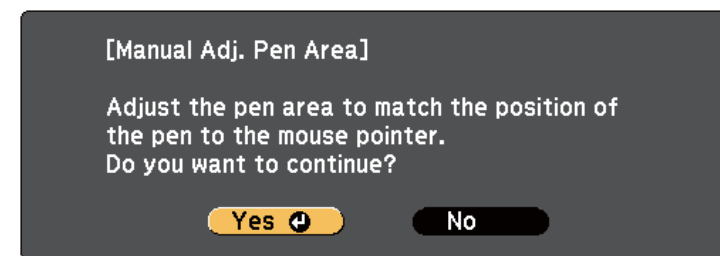 [Manual Adj. Pen Area]
Adjust the pen area to match the position of
the pen to the mouse pointer.
Do you want to continue?
Yes No